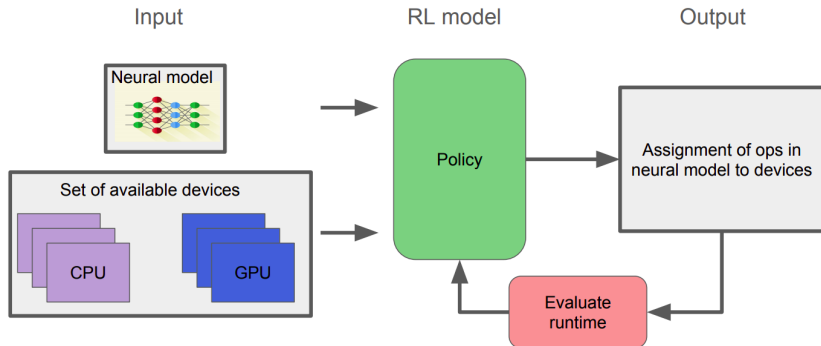 Input
RL model
Output
Neural model
Set of available devices
CPU
GPU
Policy
Assignment of ops in
neural model to devices
Evaluate
runtime